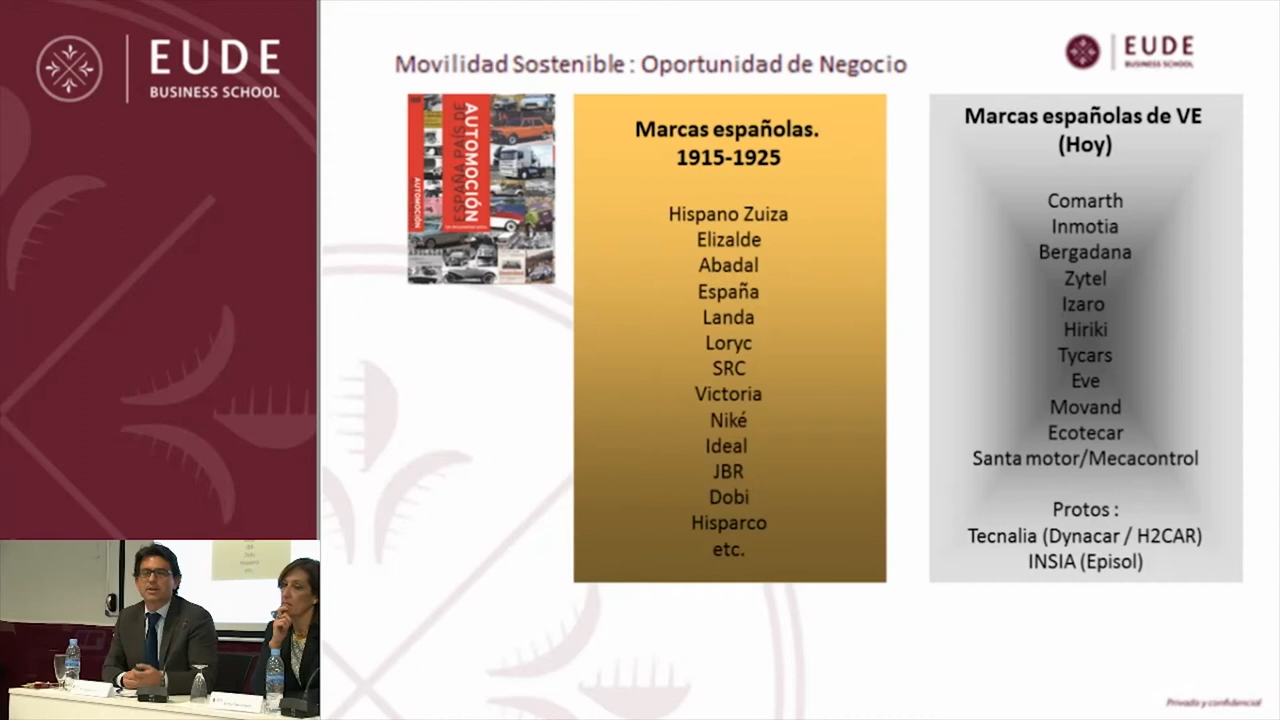 EUDE
BUSINESS SCHOOL
Movilidad Sostenible : Oportunidad de Negocio
EUDE
BUSINESS SCHOOL
AUTOMOCIÓN
ESPAÑA PAÍS DE
AUTOMOCIÓN
Marcas españolas.
1915-1925
Hispano Zuiza
Elizalde
Abadal
España
Landa
Loryc
SRC
Victoria
Niké
Ideal
JBR
Dobi
Hisparco
etc.
Marcas españolas de VE
(Hoy)
Comarth
Inmotia
Bergadana
Zytel
Izaro
Hiriki
Tycars
Eve
Movand
Ecotecar
Santa motor/Mecacontrol
Protos :
Tecnalia (Dynacar / H2CAR)
INSIA (Episol)
Privado y confidencial